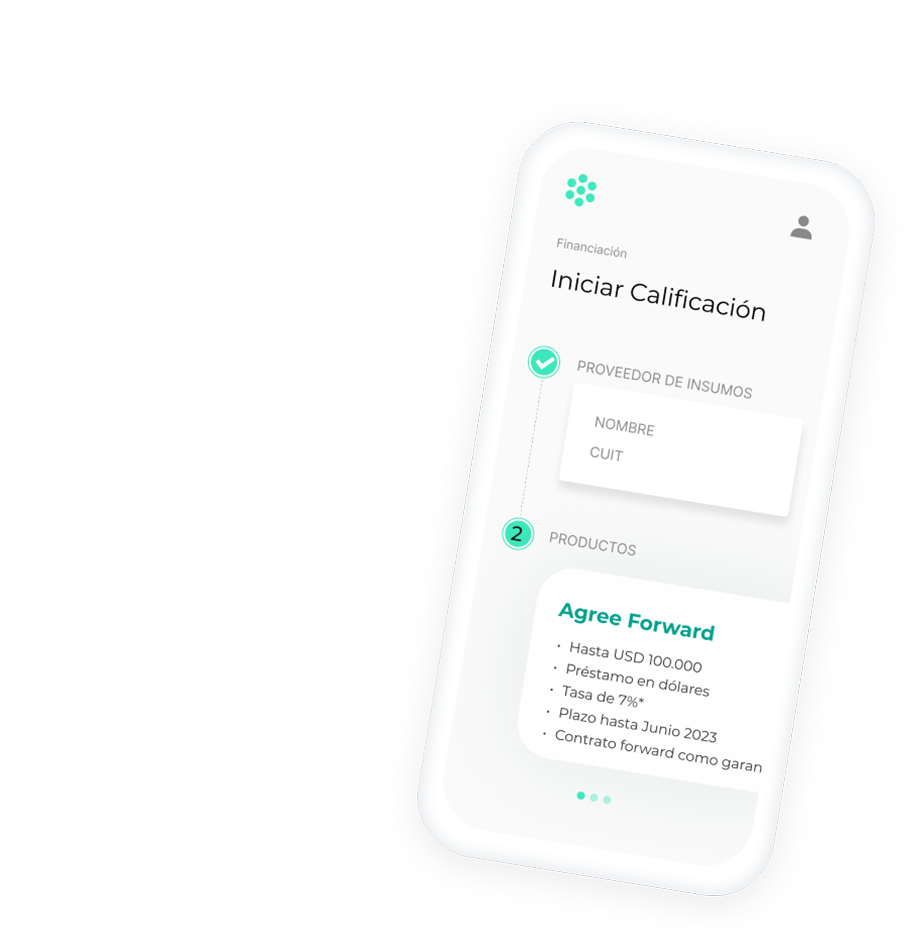 Financiación
Iniciar Calificación
PROVEEDOR DE INSUMOS
NOMBRE
CUIT
2
PRODUCTOS
Agree Forward
· Hasta USD 100.000
· Préstamo en dólares
· Tasa de 7%*
· Plazo hasta Junio 2023
· Contrato forward como garan